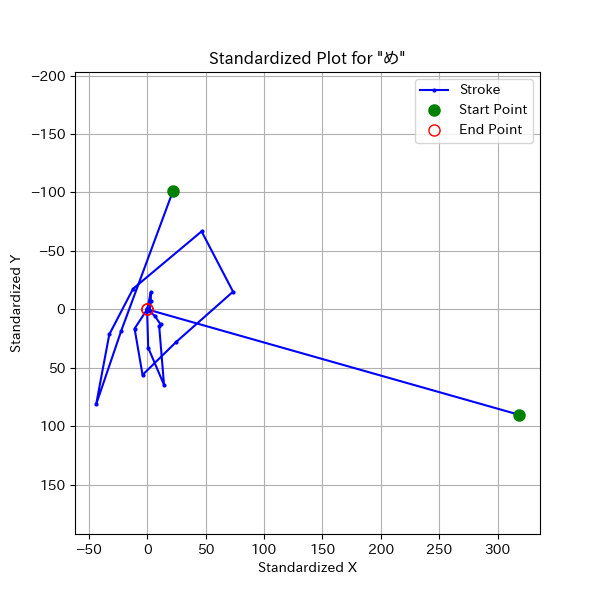 Standardized Plot for "め"
Stroke
Start Point
End Point
−200
−150
−100
−50
0
50
100
150
Standardized Y
−50 0 50 100 150 200 250 300
Standardized X